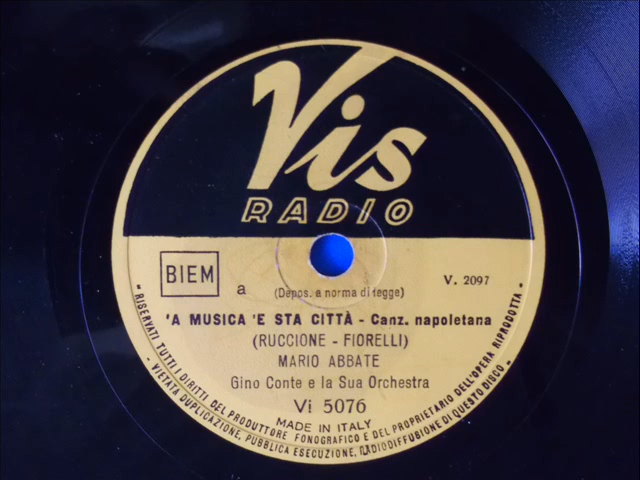 Vis
RADIO
BIEM
a
(Depos. a norma di legge)
V. 2097
'A MUSICA 'E STA CITTÀ - Canz. napoletana
(RUCCIONE - FIORELLI)
MARIO ABBATE
Gino Conte e la Sua Orchestra
Vi 5076
MADE IN ITALY
- RISERVATI TUTTI I DIRITTI DEL PRODUTTORE FONOGRAFICO E DEL PROPRIETARIO DELL'OPERA RIPRODOTTA -
- VIETATA DUPLICAZIONE, PUBBLICA ESECUZIONE, RADIODIFFUSIONE DI QUESTO DISCO -